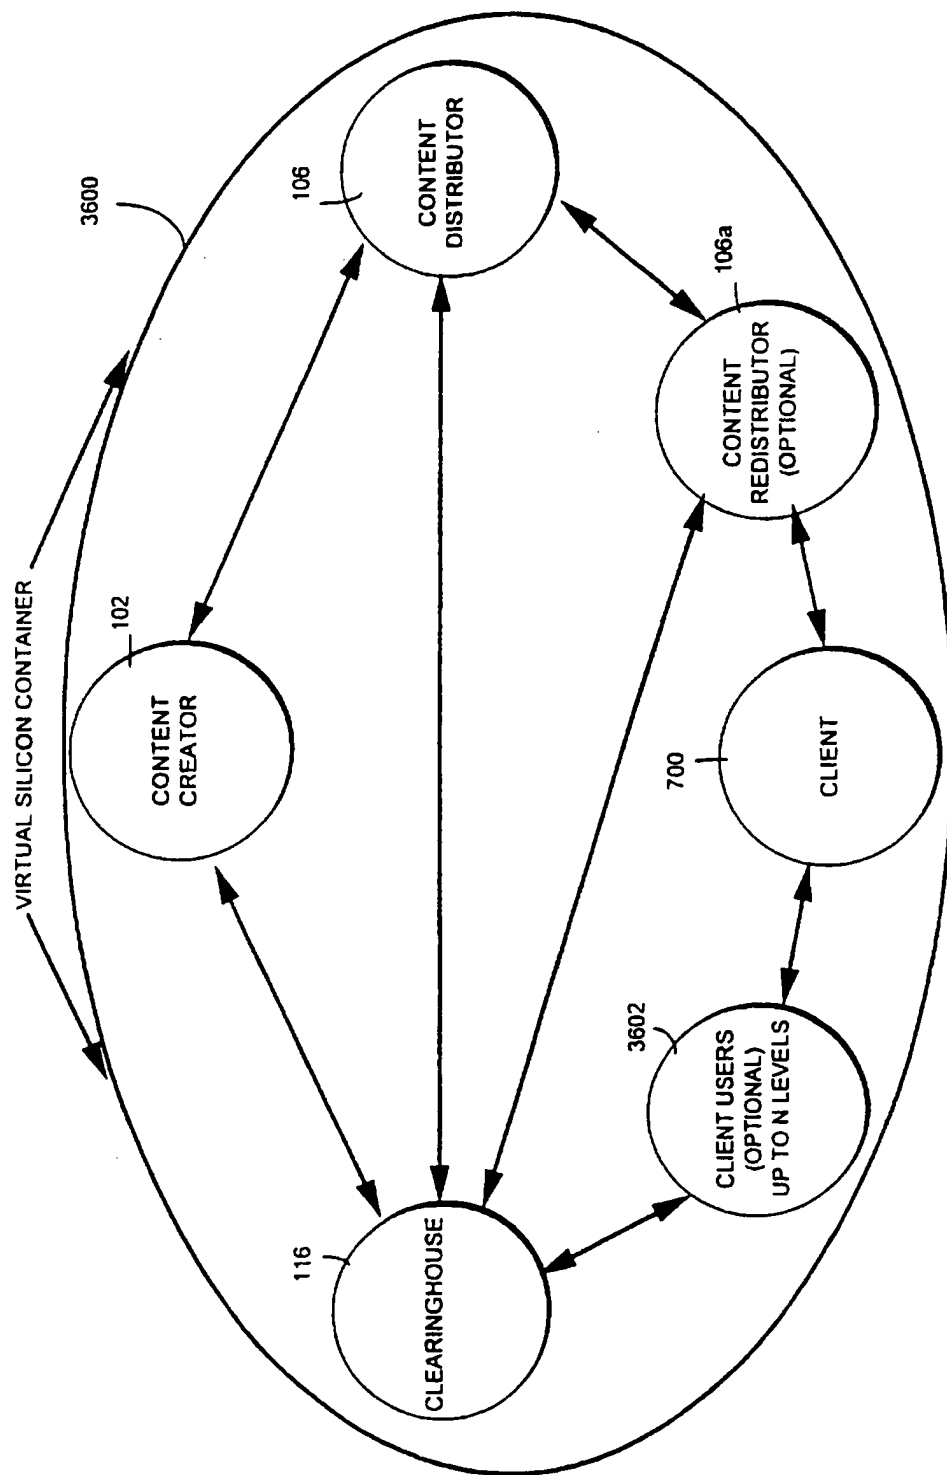 VIRTUAL SILICON CONTAINER
3600
102
CONTENT
CREATOR
106
CONTENT
DISTRIBUTOR
116
CLEARINGHOUSE
106a
CONTENT
REDISTRIBUTOR
(OPTIONAL)
3602
CLIENT USERS
(OPTIONAL)
UP TO N LEVELS
700
CLIENT